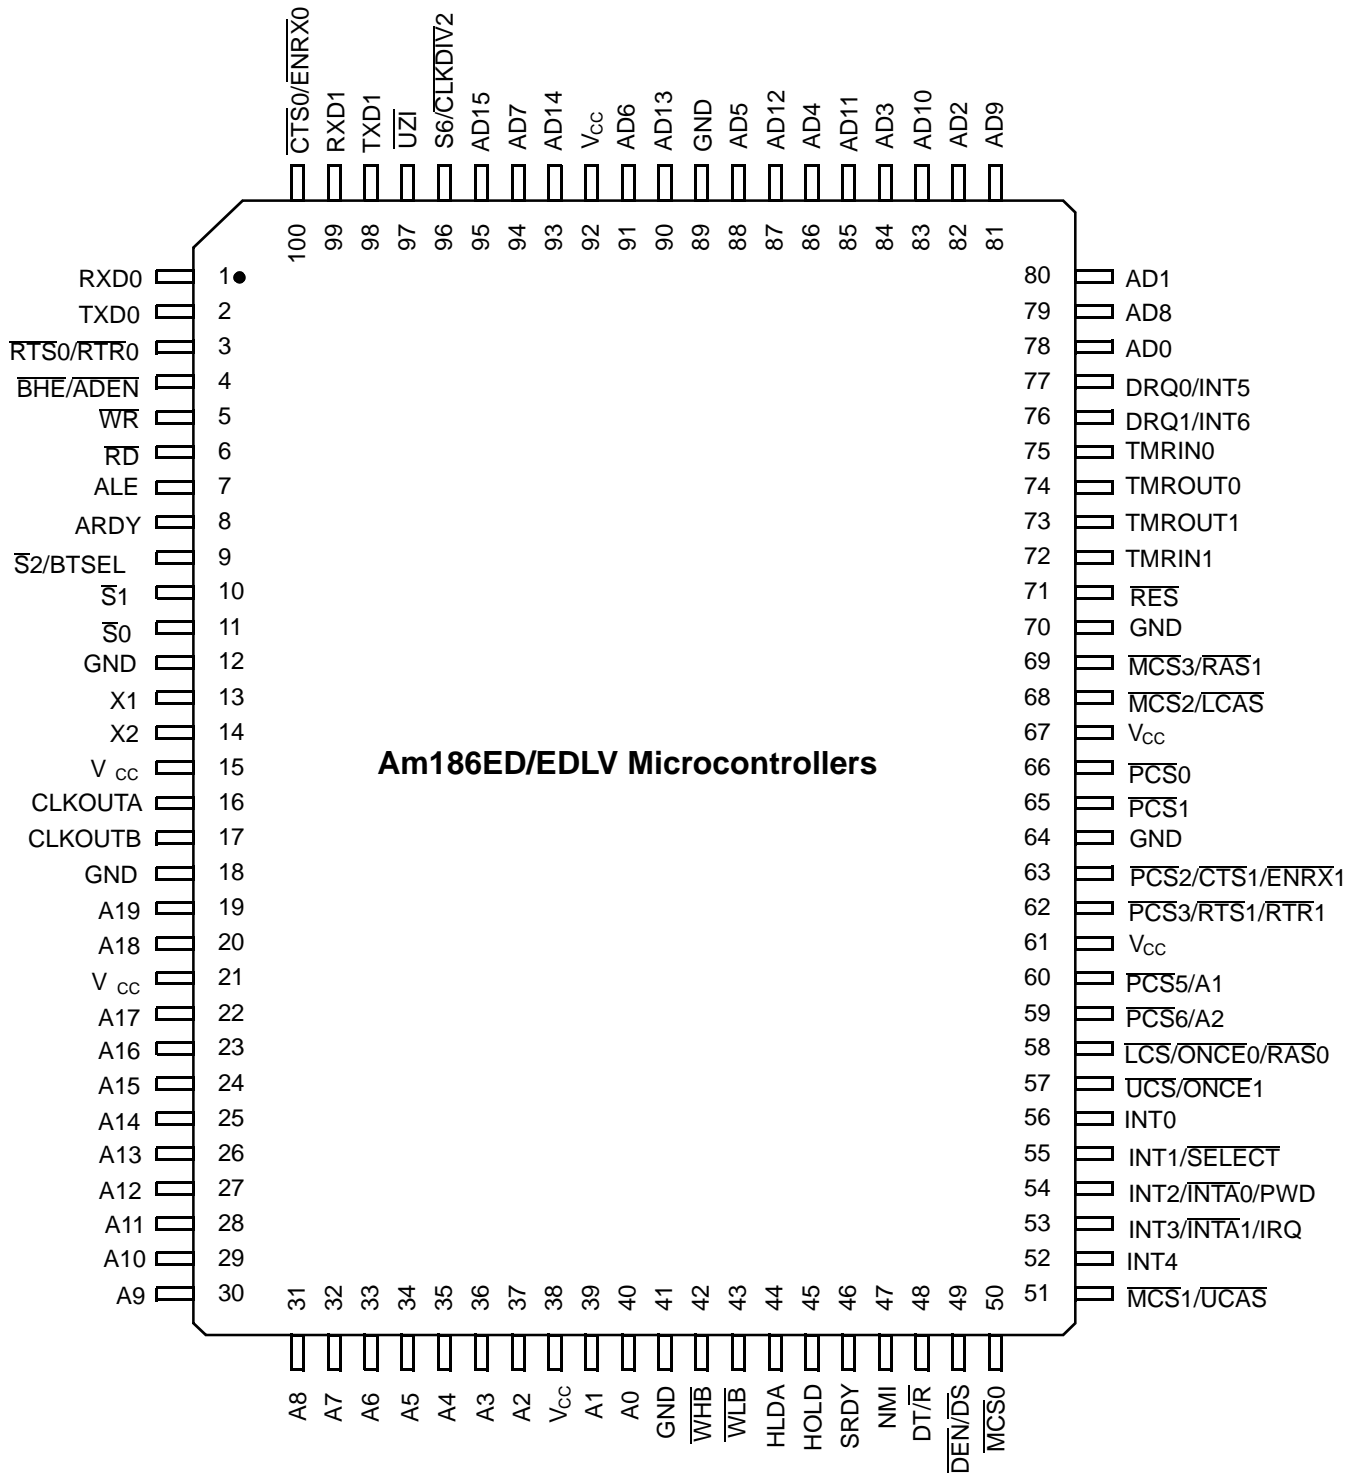 CTS0/ENRX0
RXD1
TXD1
UZI
S6/CLKDIV2
AD15
AD7
AD14
VCC
AD6
AD13
GND
AD5
AD12
AD4
AD11
AD3
AD10
AD2
AD9
100
99
98
97
96
95
94
93
92
91
90
89
88
87
86
85
84
83
82
81
RXD0 1
TXD0 2
RTS0/RTR0 3
BHE/ADEN 4
WR 5
RD 6
ALE 7
ARDY 8
S2/BTSEL 9
S1 10
S0 11
GND 12
X1 13
X2 14
V CC 15
CLKOUTA 16
CLKOUTB 17
GND 18
A19 19
A18 20
V CC 21
A17 22
A16 23
A15 24
A14 25
A13 26
A12 27
A11 28
A10 29
A9 30
Am186ED/EDLV Microcontrollers
80 AD1
79 AD8
78 AD0
77 DRQ0/INT5
76 DRQ1/INT6
75 TMRIN0
74 TMROUT0
73 TMROUT1
72 TMRIN1
71 RES
70 GND
69 MCS3/RAS1
68 MCS2/LCAS
67 VCC
66 PCS0
65 PCS1
64 GND
63 PCS2/CTS1/ENRX1
62 PCS3/RTS1/RTR1
61 VCC
60 PCS5/A1
59 PCS6/A2
58 LCS/ONCE0/RAS0
57 UCS/ONCE1
56 INT0
55 INT1/SELECT
54 INT2/INTA0/PWD
53 INT3/INTA1/IRQ
52 INT4
51 MCS1/UCAS
31
32
33
34
35
36
37
38
39
40
41
42
43
44
45
46
47
48
49
50
A8
A7
A6
A5
A4
A3
A2
VCC
A1
A0
GND
WHB
WLB
HLDA
HOLD
SRDY
NMI
DT/R
DEN/DS
MCS0